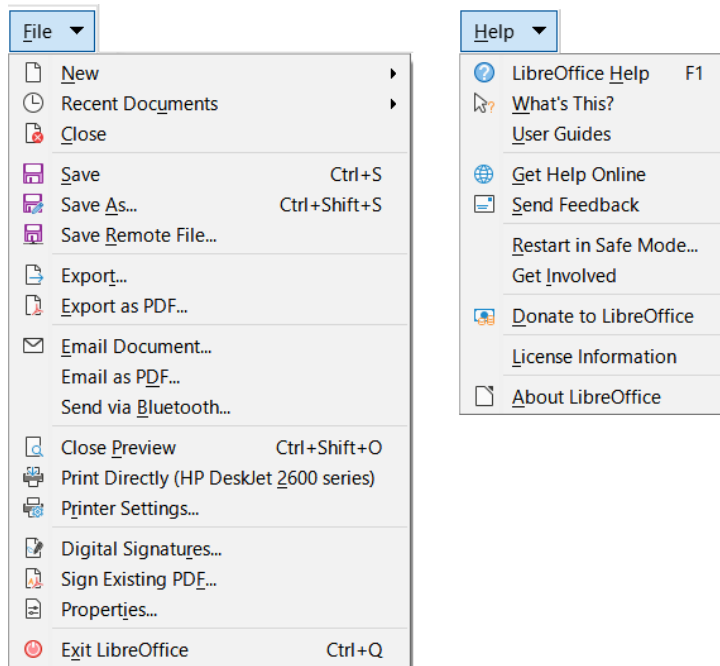 File
New
Recent Documents
Close
Save Ctrl+S
Save As... Ctrl+Shift+S
Save Remote File...
Export...
Export as PDF...
Email Document...
Email as PDF...
Send via Bluetooth...
Close Preview Ctrl+Shift+O
Print Directly (HP DeskJet 2600 series)
Printer Settings...
Digital Signatures...
Sign Existing PDF...
Properties...
Exit LibreOffice Ctrl+Q
Help
LibreOffice Help F1
What's This?
User Guides
Get Help Online
Send Feedback
Restart in Safe Mode...
Get Involved
Donate to LibreOffice
License Information
About LibreOffice